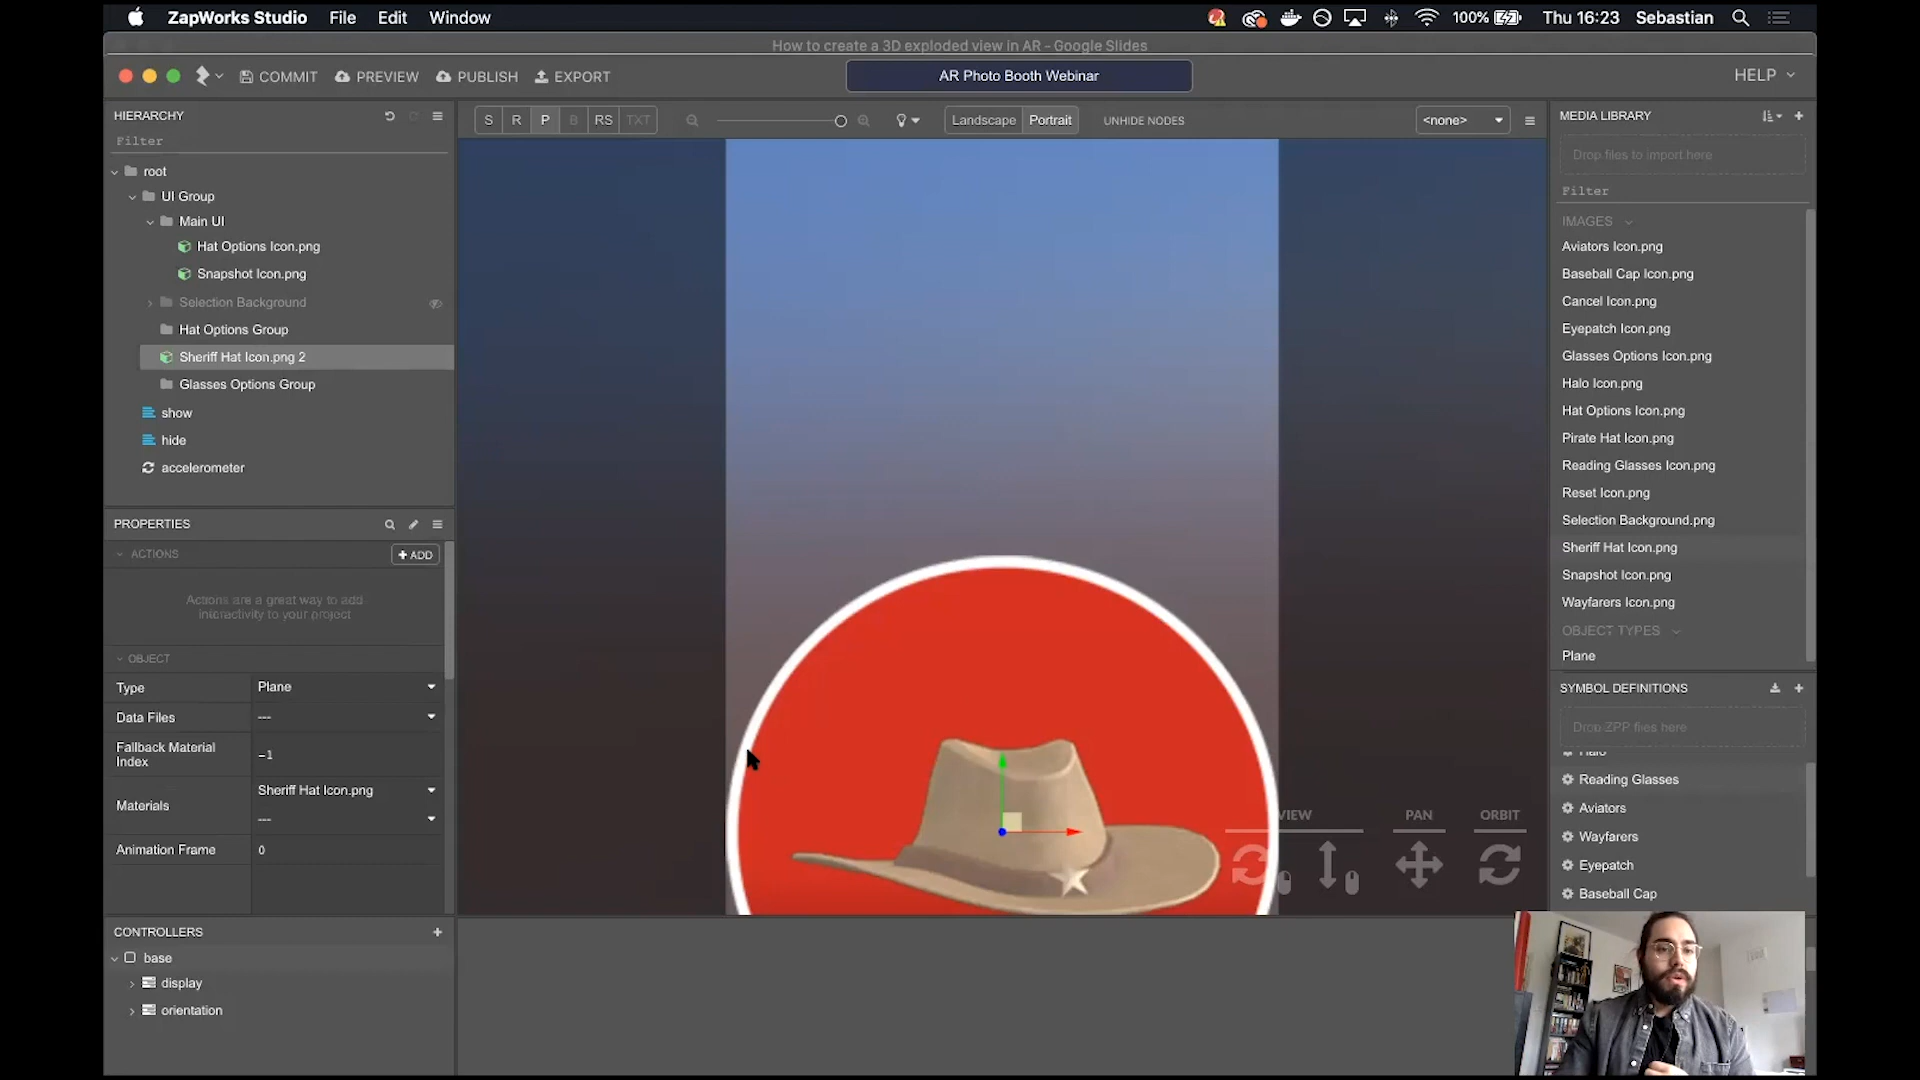 ZapWorks Studio File Edit Window
100% Thu 16:23 Sebastian
How to create a 3D exploded view in AR - Google Slides
COMMIT PREVIEW PUBLISH EXPORT
AR Photo Booth Webinar
HELP
HIERARCHY
Filter
root
UI Group
Main UI
Hat Options Icon.png
Snapshot Icon.png
Selection Background
Hat Options Group
Sheriff Hat Icon.png 2
Glasses Options Group
show
hide
accelerometer
PROPERTIES
ACTIONS
+ ADD
Actions are a great way to add
interactivity to your project
OBJECT
Type Plane
Data Files ---
Fallback Material
Index
-1
Materials
Sheriff Hat Icon.png
---
Animation Frame 0
CONTROLLERS
base
display
orientation
S R P B RS TXT
Landscape Portrait
UNHIDE NODES
<none>
VIEW PAN ORBIT
MEDIA LIBRARY
Drop files to import here
Filter
IMAGES
Aviators Icon.png
Baseball Cap Icon.png
Cancel Icon.png
Eyepatch Icon.png
Glasses Options Icon.png
Halo Icon.png
Hat Options Icon.png
Pirate Hat Icon.png
Reading Glasses Icon.png
Reset Icon.png
Selection Background.png
Sheriff Hat Icon.png
Snapshot Icon.png
Wayfarers Icon.png
OBJECT TYPES
Plane
SYMBOL DEFINITIONS
Drop ZPP files here
Halo
Reading Glasses
Aviators
Wayfarers
Eyepatch
Baseball Cap